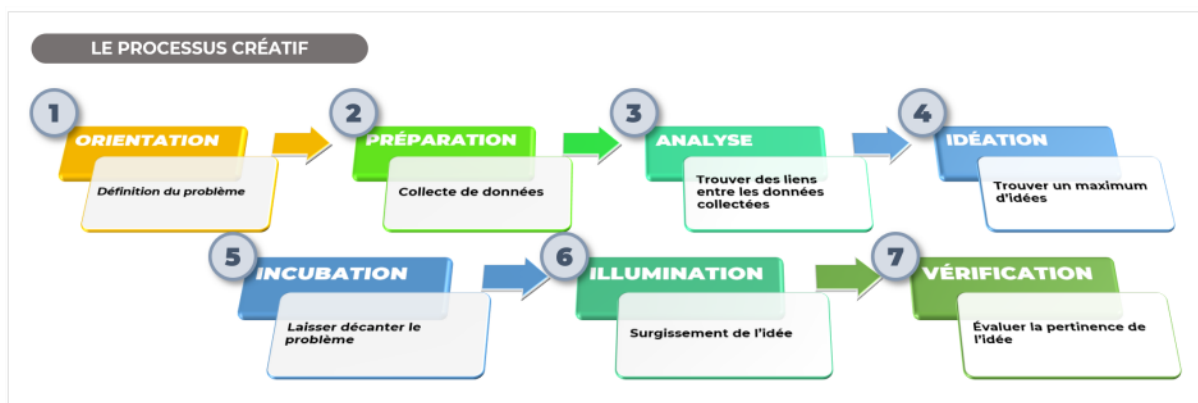 LE PROCESSUS CRÉATIF
1
ORIENTATION
Définition du problème
2
PRÉPARATION
Collecte de données
3
ANALYSE
Trouver des liens
entre les données
collectées
4
IDÉATION
Trouver un maximum
d'idées
5
INCUBATION
Laisser décanter le
problème
6
ILLUMINATION
Surgissement de l'idée
7
VÉRIFICATION
Évaluer la pertinence de
l'idée